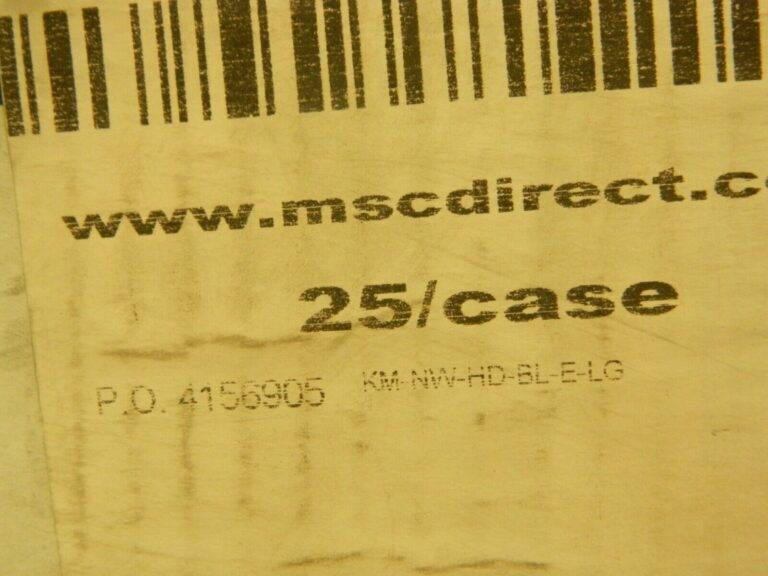 www.mscdirect.c
25/case
P.O. 4156905 KM-NW-HD-BL-E-LG